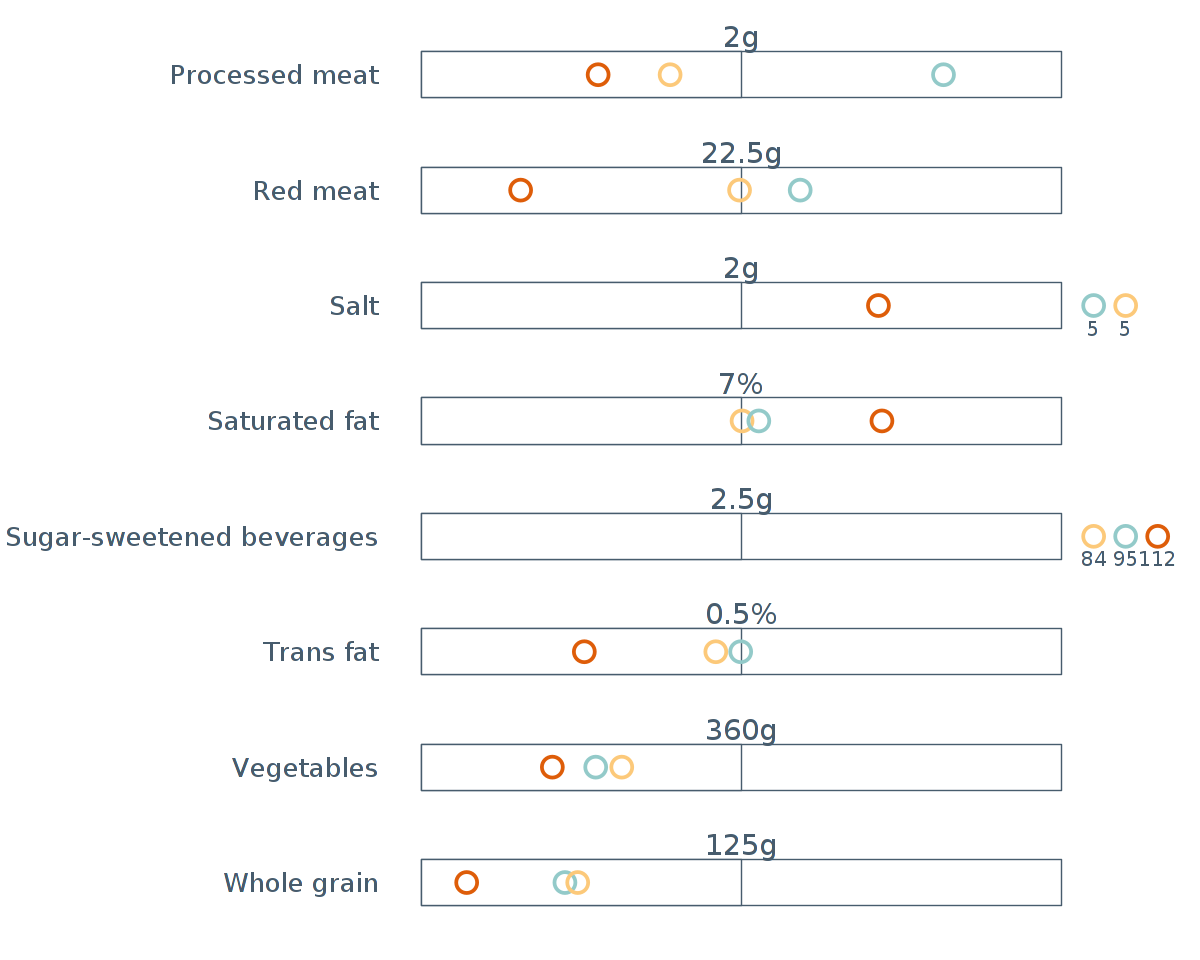 2g
Processed meat
22.5g
Red meat
2g
Salt
5 5
7%
Saturated fat
2.5g
Sugar-sweetened beverages
84 95 112
0.5%
Trans fat
360g
Vegetables
125g
Whole grain